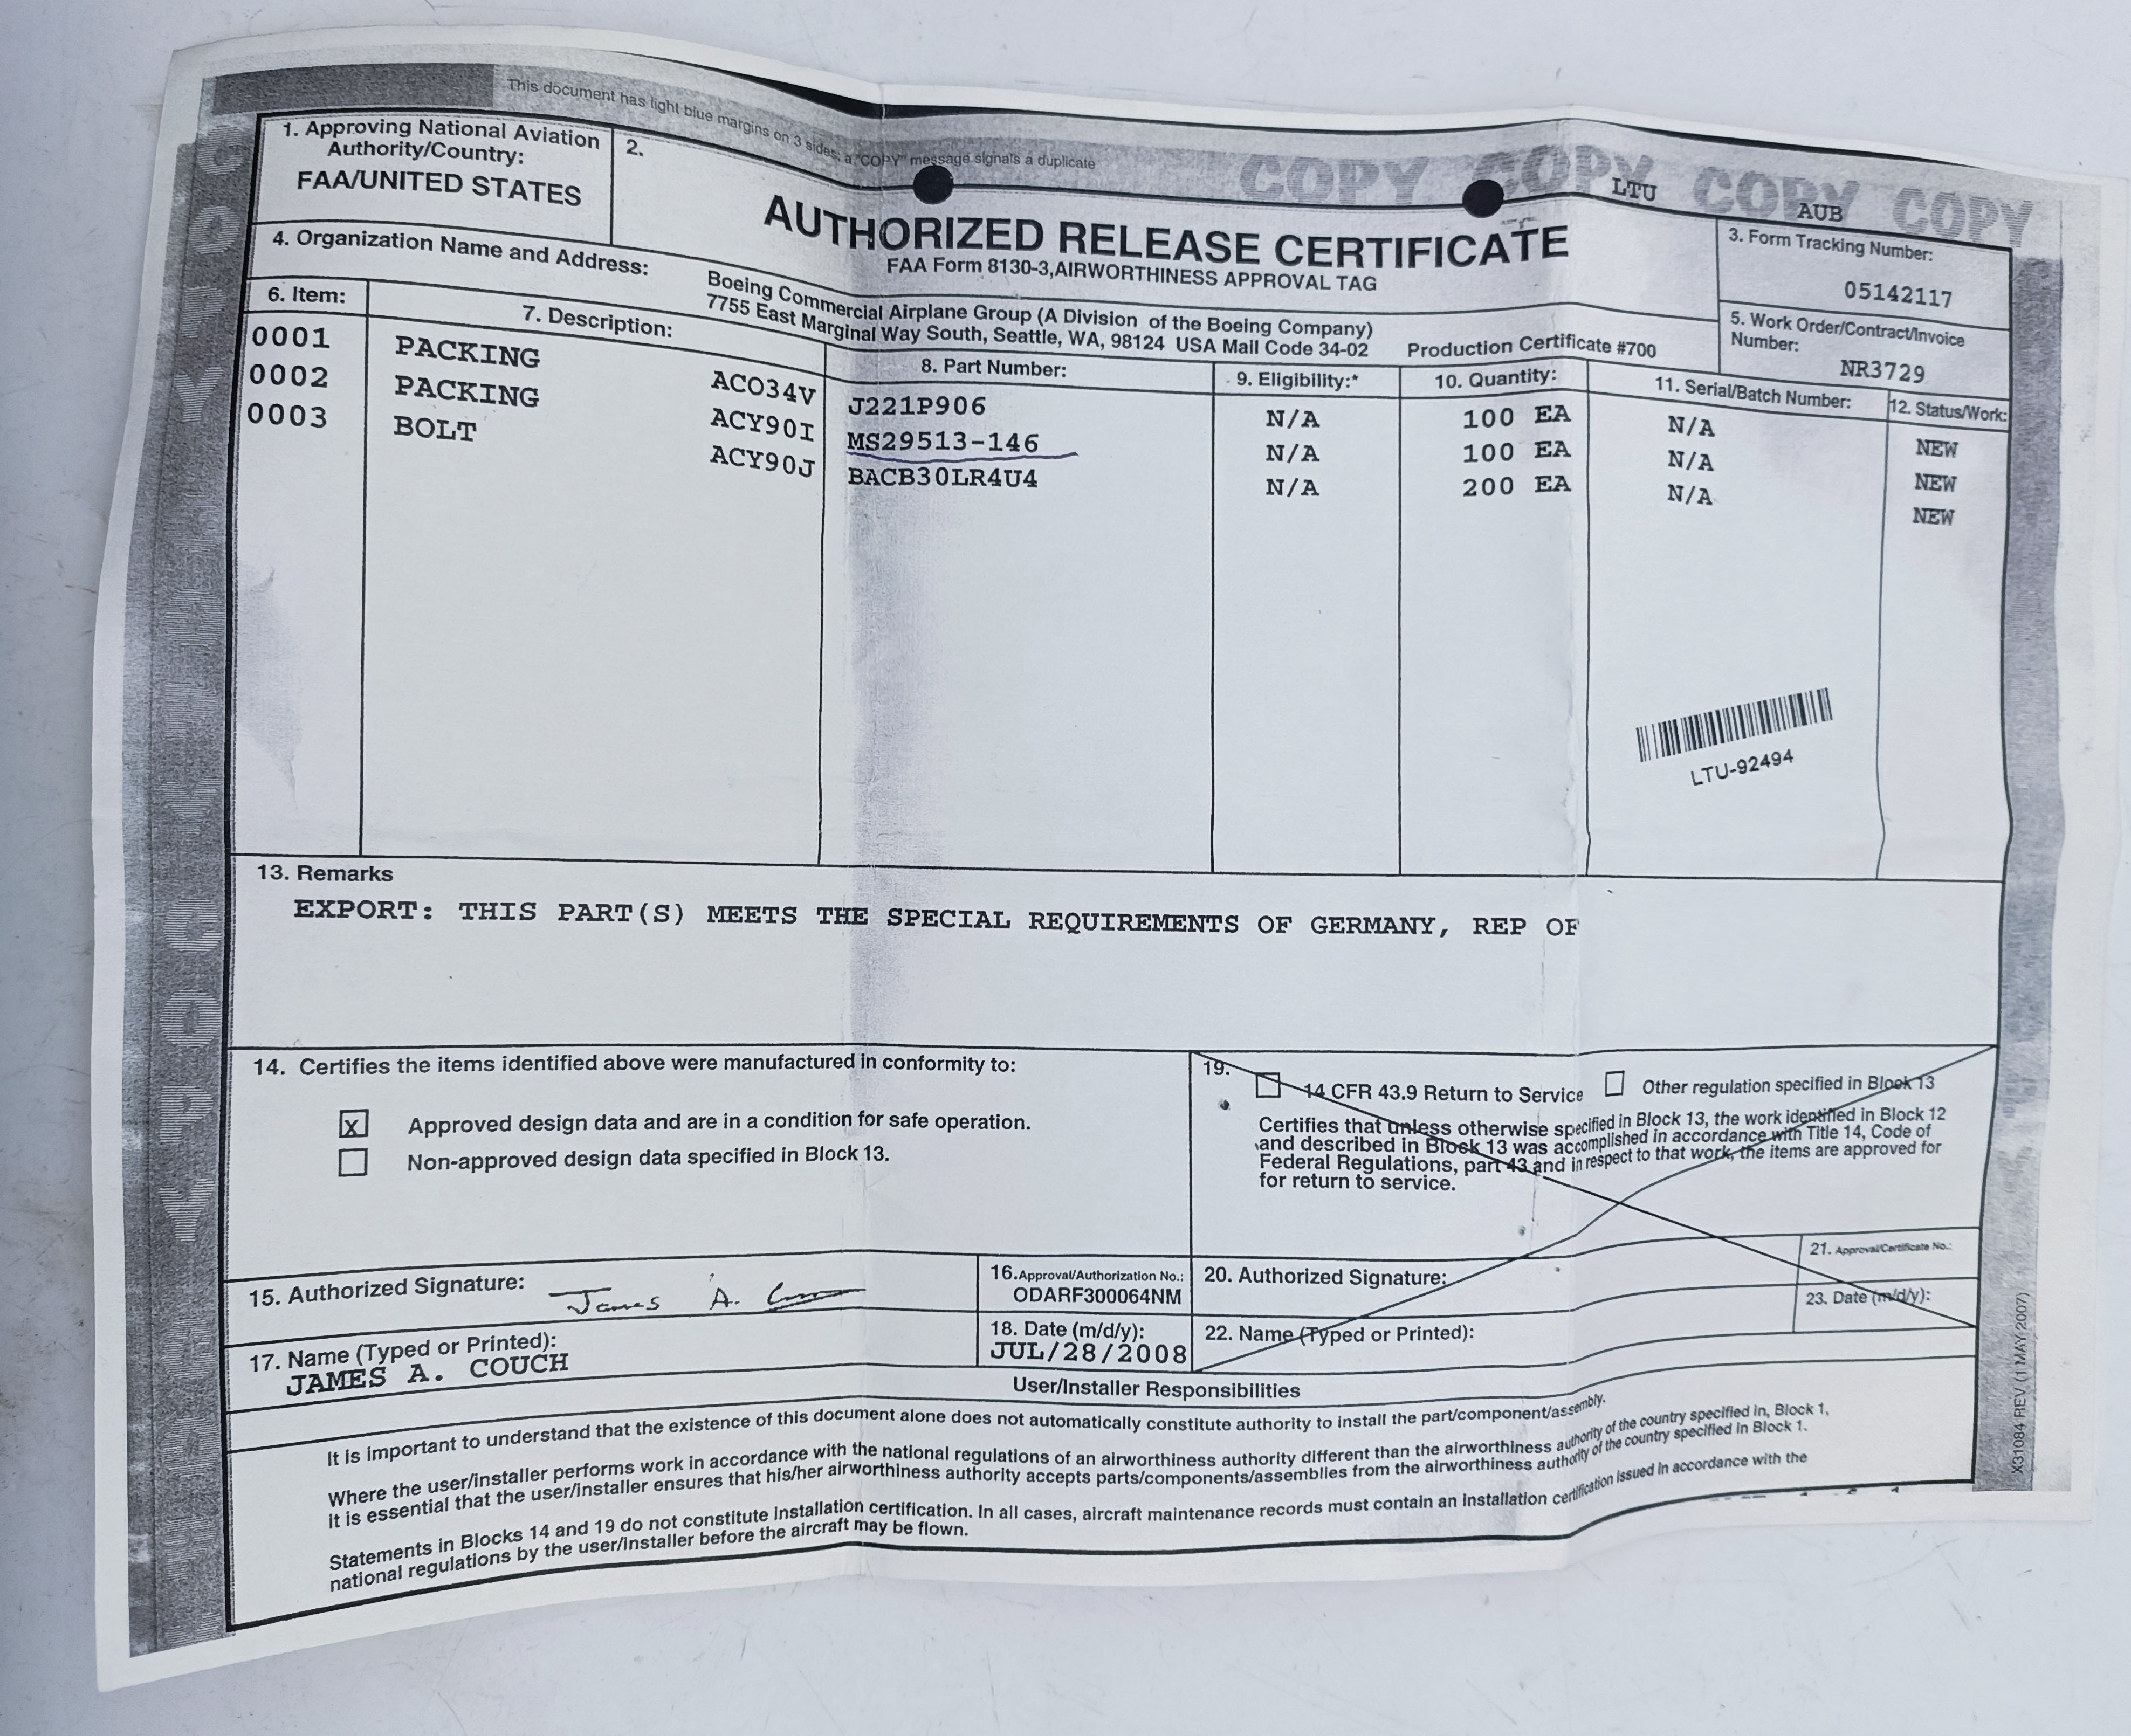 This document has light blue margins on 3 sides; a "COPY" message signals a duplicate
COPY COPY COPY COPY
LTU AUB
1. Approving National Aviation
Authority/Country:
FAA/UNITED STATES
2.
AUTHORIZED RELEASE CERTIFICATE
FAA Form 8130-3,AIRWORTHINESS APPROVAL TAG
3. Form Tracking Number:
05142117
4. Organization Name and Address:
Boeing Commercial Airplane Group (A Division of the Boeing Company)
7755 East Marginal Way South, Seattle, WA, 98124 USA Mail Code 34-02 Production Certificate #700
5. Work Order/Contract/Invoice
Number:
NR3729
6. Item: 7. Description: 8. Part Number: 9. Eligibility:* 10. Quantity: 11. Serial/Batch Number: 12. Status/Work:
0001 PACKING ACO34V J221P906 N/A 100 EA N/A NEW
0002 PACKING ACY90I MS29513-146 N/A 100 EA N/A NEW
0003 BOLT ACY90J BACB30LR4U4 N/A 200 EA N/A NEW
LTU-92494
13. Remarks
EXPORT: THIS PART(S) MEETS THE SPECIAL REQUIREMENTS OF GERMANY, REP OF
14. Certifies the items identified above were manufactured in conformity to:
x Approved design data and are in a condition for safe operation.
Non-approved design data specified in Block 13.
19. 14 CFR 43.9 Return to Service Other regulation specified in Block 13
Certifies that unless otherwise specified in Block 13, the work identified in Block 12
and described in Block 13 was accomplished in accordance with Title 14, Code of
Federal Regulations, part 43 and in respect to that work, the items are approved for
for return to service.
15. Authorized Signature: James A. Couch
16. Approval/Authorization No.:
ODARF300064NM
20. Authorized Signature:
21. Approval/Certificate No.:
17. Name (Typed or Printed):
JAMES A. COUCH
18. Date (m/d/y):
JUL/28/2008
22. Name (Typed or Printed):
23. Date (m/d/y):
User/Installer Responsibilities
It is important to understand that the existence of this document alone does not automatically constitute authority to install the part/component/assembly.
Where the user/installer performs work in accordance with the national regulations of an airworthiness authority different than the airworthiness authority of the country specified in, Block 1,
it is essential that the user/installer ensures that his/her airworthiness authority accepts parts/components/assemblies from the airworthiness authority of the country specified in Block 1.
Statements in Blocks 14 and 19 do not constitute installation certification. In all cases, aircraft maintenance records must contain an installation certification issued in accordance with the
national regulations by the user/installer before the aircraft may be flown.
X31084 REV (1 MAY 2007)